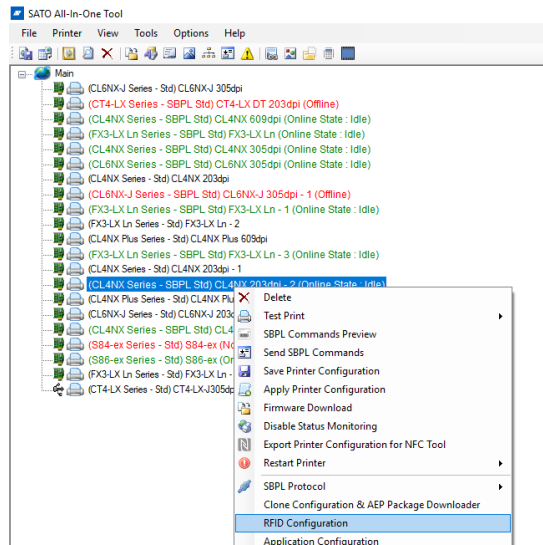 SATO All-In-One Tool
File Printer View Tools Options Help
Main
(CL6NX-J Series - Std) CL6NX-J 305dpi
(CT4-LX Series - SBPL Std) CT4-LX DT 203dpi (Offline)
(CL4NX Series - SBPL Std) CL4NX 609dpi (Online State : Idle)
(FX3-LX Ln Series - SBPL Std) FX3-LX Ln (Online State : Idle)
(CL4NX Series - SBPL Std) CL4NX 305dpi (Online State : Idle)
(CL6NX Series - SBPL Std) CL6NX 305dpi (Online State : Idle)
(CL4NX Series - Std) CL4NX 203dpi
(CL6NX-J Series - SBPL Std) CL6NX-J 305dpi - 1 (Offline)
(FX3-LX Ln Series - SBPL Std) FX3-LX Ln - 1 (Online State : Idle)
(FX3-LX Ln Series - Std) FX3-LX Ln - 2
(CL4NX Plus Series - Std) CL4NX Plus 609dpi
(FX3-LX Ln Series - SBPL Std) FX3-LX Ln - 3 (Online State : Idle)
(CL4NX Series - Std) CL4NX 203dpi - 1
(CL4NX Series - SBPL Std) CL4NX 203dpi - 2 (Online State : Idle)
(CL4NX Plus Series - Std) CL4NX Plu
(CL6NX-J Series - Std) CL6NX-J 203d
(CL4NX Series - SBPL Std) CL4
(S84-ex Series - Std) S84-ex (No
(S86-ex Series - Std) S86-ex (On
(FX3-LX Ln Series - Std) FX3-LX Ln -
(CT4-LX Series - Std) CT4-LX-J305dp
Delete
Test Print
SBPL Commands Preview
Send SBPL Commands
Save Printer Configuration
Apply Printer Configuration
Firmware Download
Disable Status Monitoring
Export Printer Configuration for NFC Tool
Restart Printer
SBPL Protocol
Clone Configuration & AEP Package Downloader
RFID Configuration
Application Configuration